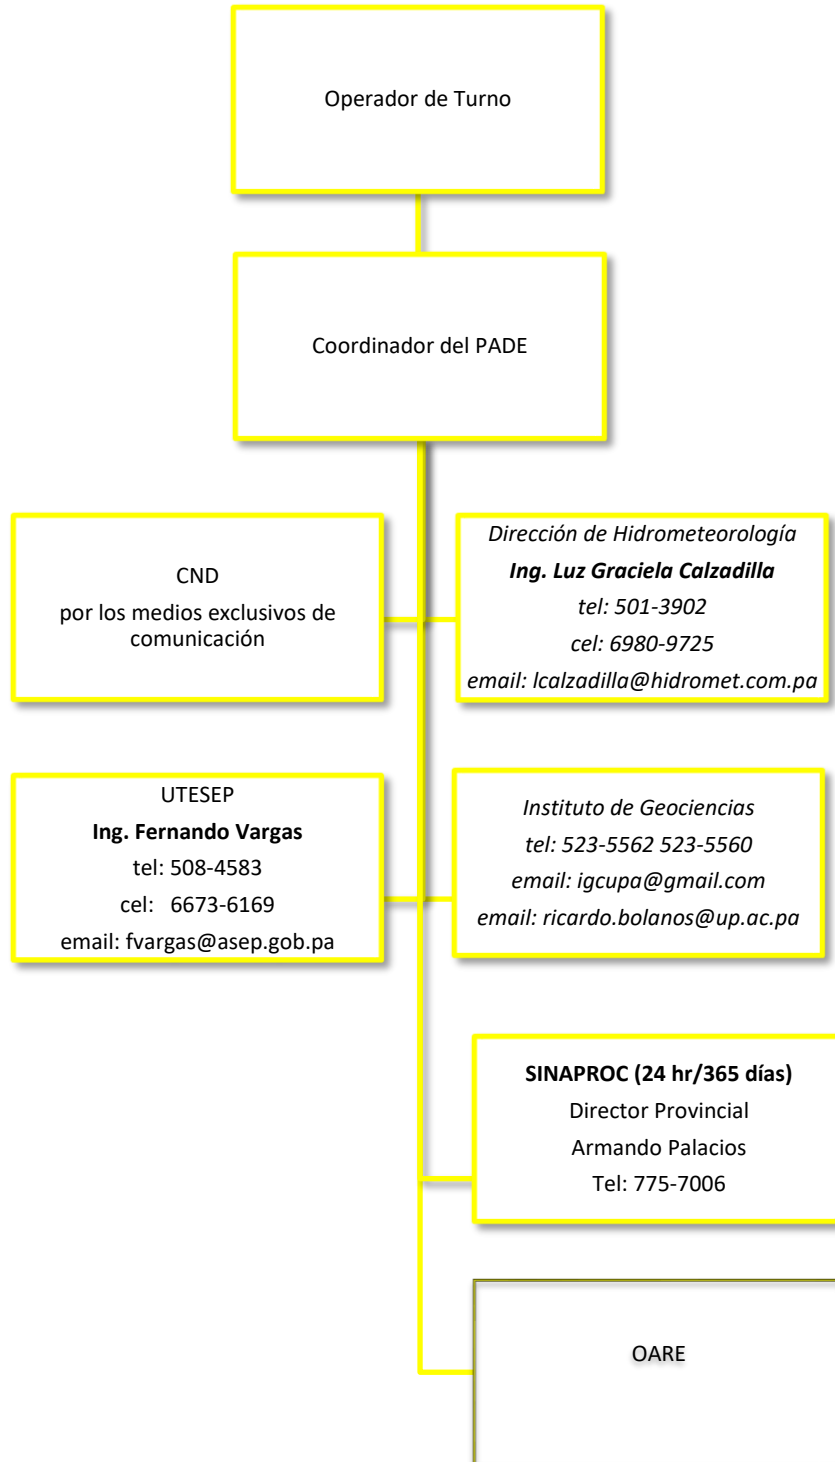 Operador de Turno
Coordinador del PADE
CND
por los medios exclusivos de
comunicación
Dirección de Hidrometeorología
Ing. Luz Graciela Calzadilla
tel: 501-3902
cel: 6980-9725
email: lcalzadilla@hidromet.com.pa
UTESEP
Ing. Fernando Vargas
tel: 508-4583
cel: 6673-6169
email: fvargas@asep.gob.pa
Instituto de Geociencias
tel: 523-5562 523-5560
email: igcupa@gmail.com
email: ricardo.bolanos@up.ac.pa
SINAPROC (24 hr/365 días)
Director Provincial
Armando Palacios
Tel: 775-7006
OARE